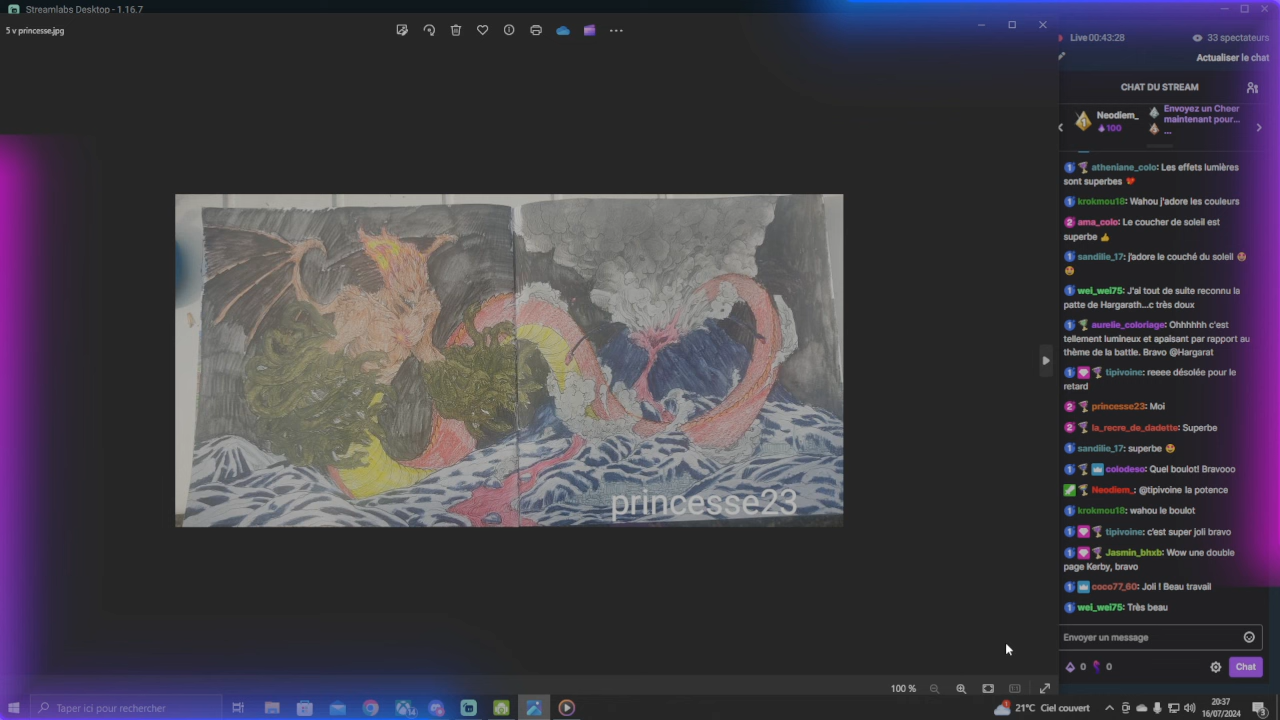 Streamlabs Desktop - 1.16.7
5 v princesse.jpg
princesse23
100 %
Live 00:43:28
33 spectateurs
Actualiser le chat
CHAT DU STREAM
Neodiem_
100
Envoyez un Cheer
maintenant pour...
...
atheniane_colo: Les effets lumières
sont superbes
krokmou18: Wahou j'adore les couleurs
ama_colo: Le coucher de soleil est
superbe
sandilie_17: j'adore le couché du soleil
wei_wei75: J'ai tout de suite reconnu la
patte de Hargarath...c très doux
aurelie_coloriage: Ohhhhhh c'est
tellement lumineux et apaisant par rapport au
thème de la battle. Bravo @Hargarat
tipivoine: reeee désolée pour le
retard
princesse23: Moi
la_recre_de_dadette: Superbe
sandilie_17: superbe
colodeso: Quel boulot! Bravooo
Neodiem_: @tipivoine la potence
krokmou18: wahou le boulot
tipivoine: c'est super joli bravo
Jasmin_bhxb: Wow une double
page Kerby, bravo
coco77_60: Joli ! Beau travail
wei_wei75: Très beau
Envoyer un message
0 0 Chat
Taper ici pour rechercher
21°C Ciel couvert
20:37
16/07/2024
3